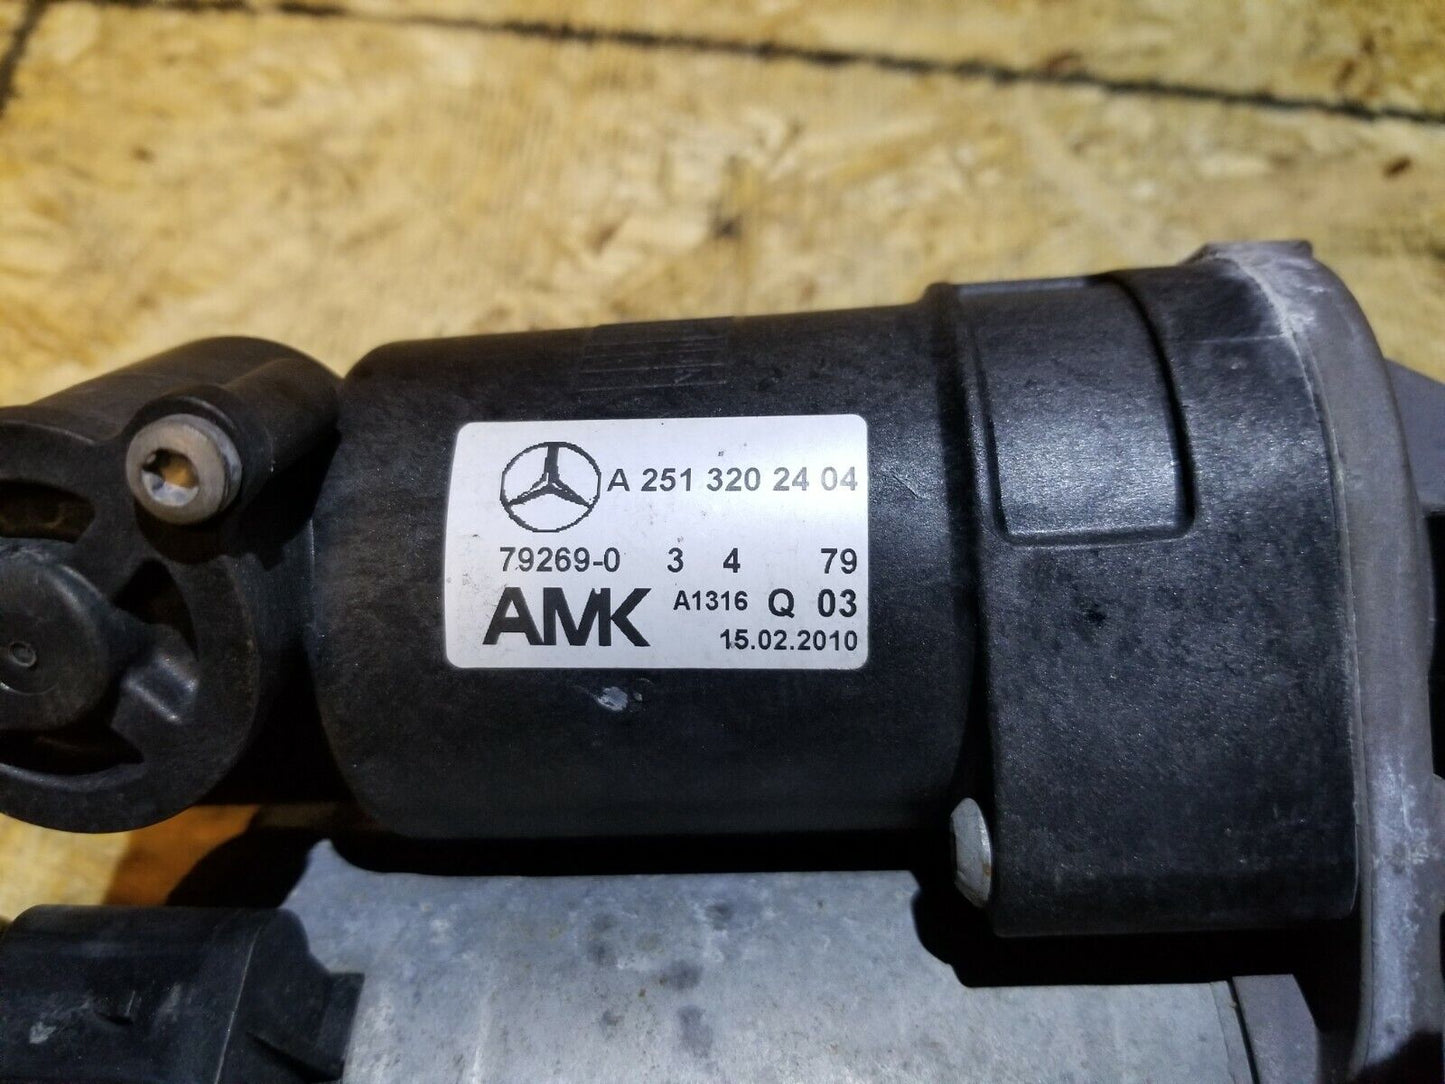 A 251 320 24 04
79269-0 3 4 79
AMK A1316 Q 03
15.02.2010